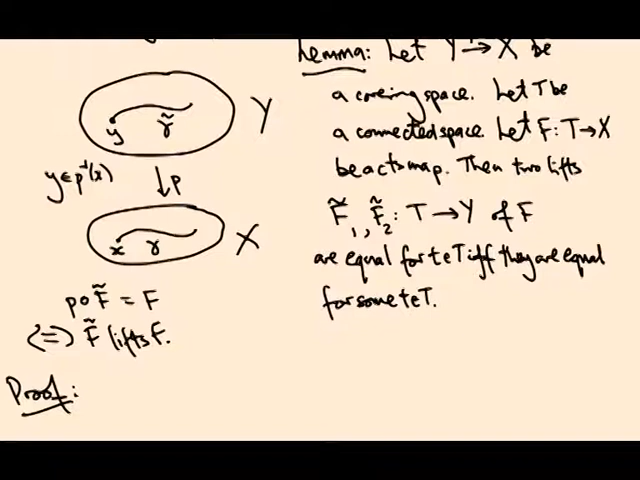 Lemma: Let Y →p X be
a covering space. Let T be
a connected space. Let F: T→X
be a cts map. Then two lifts
F̃₁, F̃₂: T → Y of F
are equal for t∈T iff they are equal
for some t∈T.
Y
y γ̃
y∈p⁻¹(x) ↓p
x γ X
p∘F̃ = F
(⇔) F̃ lifts F.
Proof: